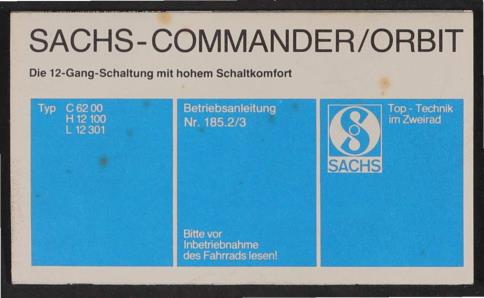 SACHS-COMMANDER/ORBIT
Die 12-Gang-Schaltung mit hohem Schaltkomfort
Typ C 62 00
H 12 100
L 12 301
Betriebsanleitung
Nr. 185.2/3
Bitte vor
Inbetriebnahme
des Fahrrads lesen!
SACHS
Top - Technik
im Zweirad